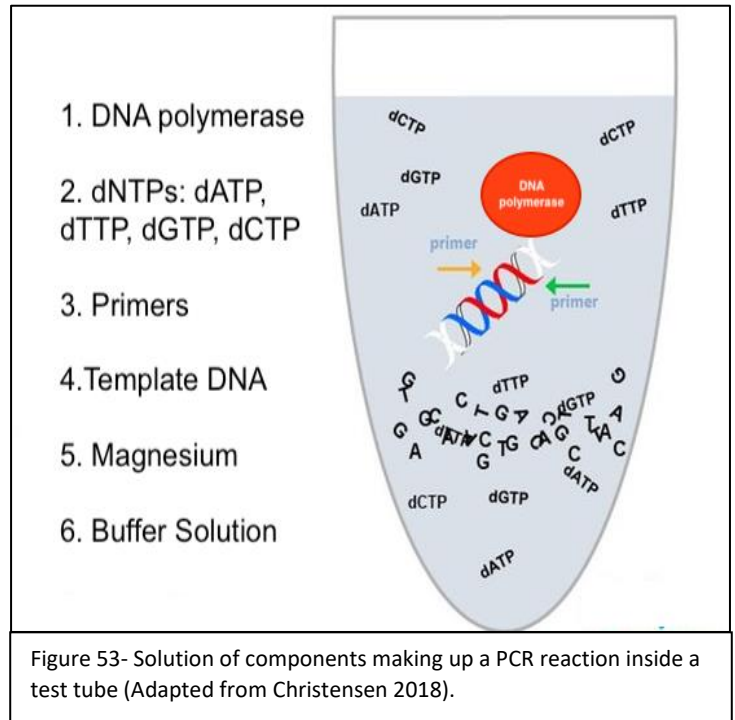 1. DNA polymerase
2. dNTPs: dATP,
dTTP, dGTP, dCTP
3. Primers
4.Template DNA
5. Magnesium
6. Buffer Solution
dCTP
dCTP
dGTP
dATP
DNA
polymerase
dTTP
primer
primer
dTTP
dGTP
dCTP
dGTP
dATP
dATP
Figure 53- Solution of components making up a PCR reaction inside a
test tube (Adapted from Christensen 2018).